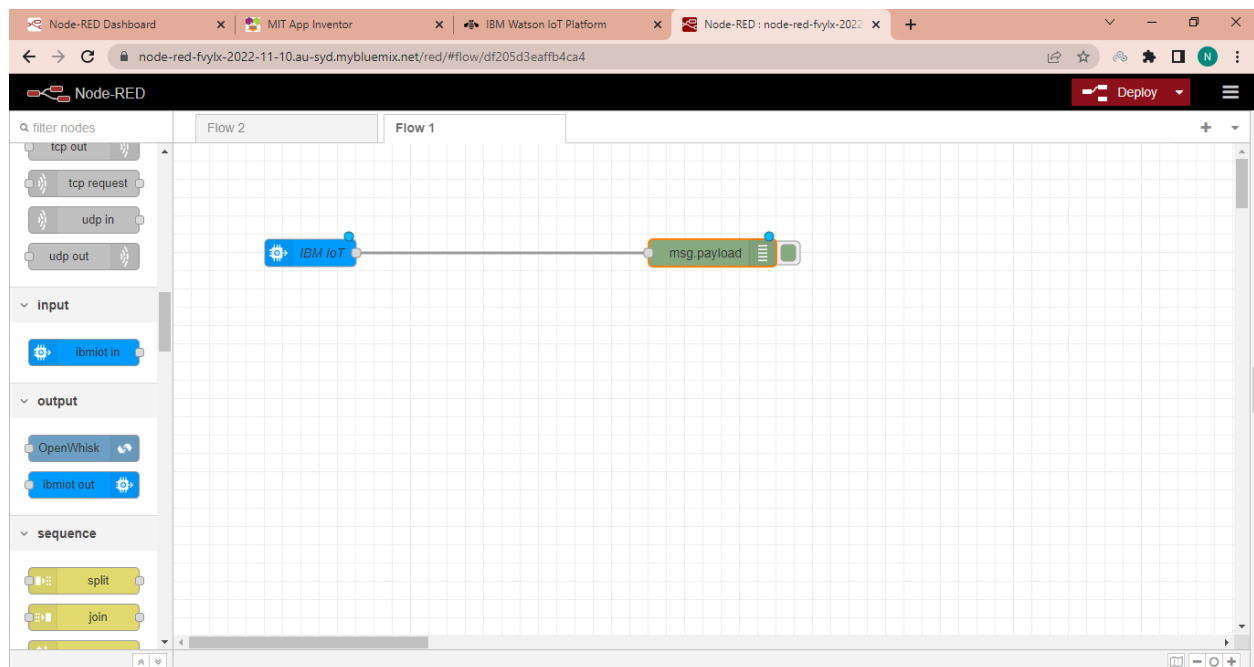 Node-RED Dashboard
MIT App Inventor
IBM Watson IoT Platform
Node-RED : node-red-fvylx-2022
node-red-fvylx-2022-11-10.au-syd.mybluemix.net/red/#flow/df205d3eaffb4ca4
N
Node-RED
Deploy
filter nodes
Flow 2
Flow 1
tcp out
tcp request
udp in
udp out
IBM IoT
msg.payload
input
ibmiot in
output
OpenWhisk
ibmiot out
sequence
split
join